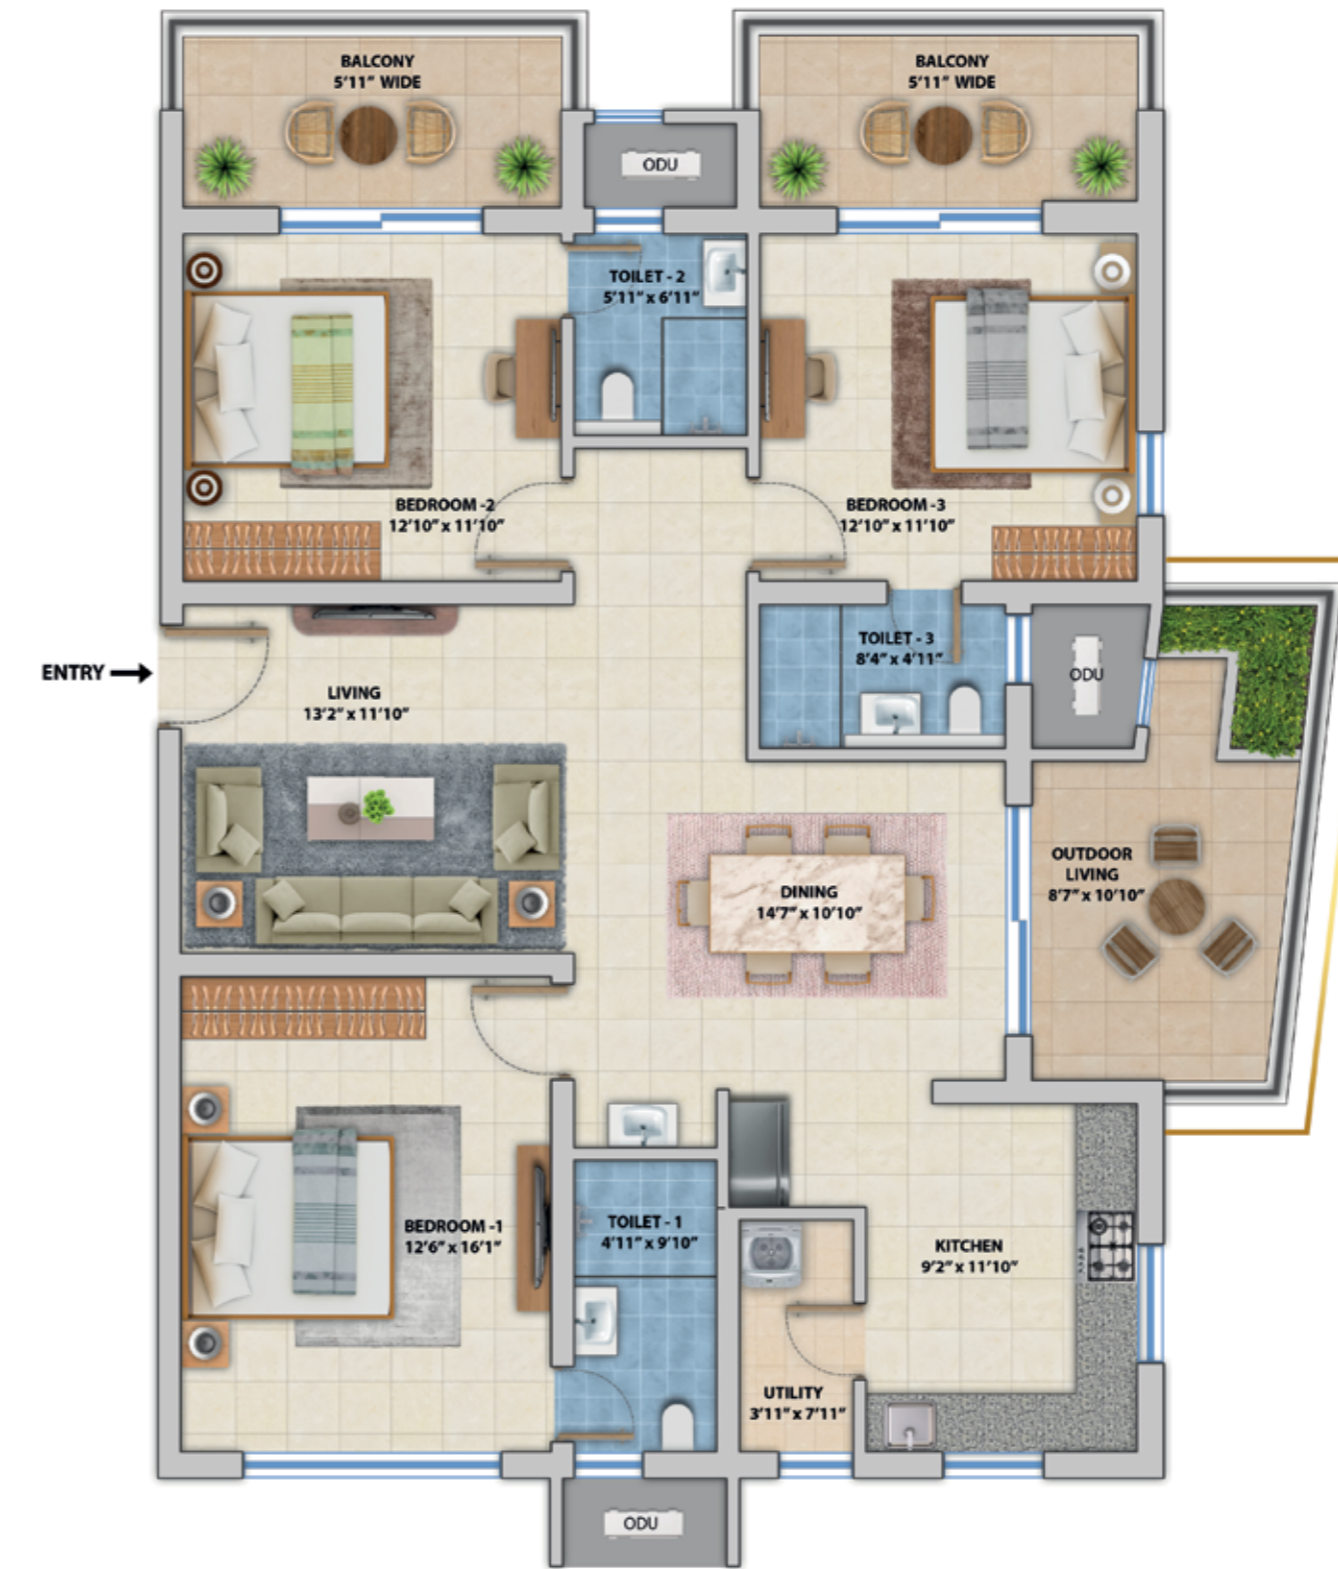 BALCONY
5'11" WIDE
BALCONY
5'11" WIDE
ODU
TOILET - 2
5'11" x 6'11"
BEDROOM -2
12'10" x 11'10"
BEDROOM -3
12'10" x 11'10"
TOILET - 3
8'4" x 4'11"
ODU
ENTRY
LIVING
13'2" x 11'10"
OUTDOOR
LIVING
8'7" x 10'10"
DINING
14'7" x 10'10"
BEDROOM -1
12'6" x 16'1"
TOILET - 1
4'11" x 9'10"
KITCHEN
9'2" x 11'10"
UTILITY
3'11" x 7'11"
ODU